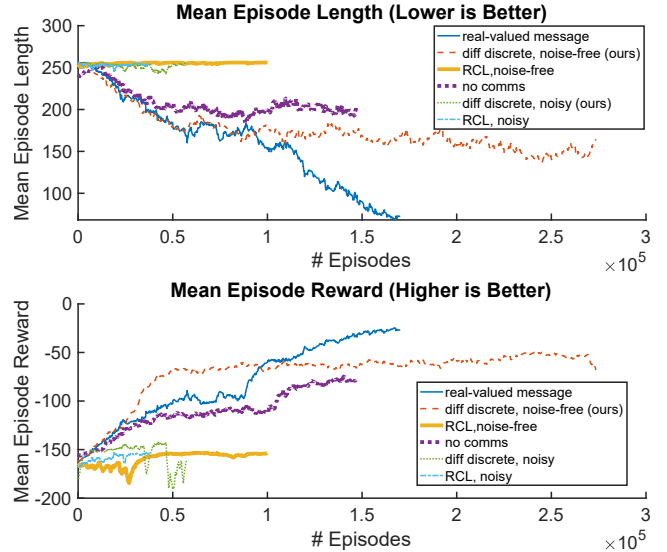 Mean Episode Length (Lower is Better)
300
250
200
150
100
Mean Episode Length
real-valued message
diff discrete, noise-free (ours)
RCL,noise-free
no comms
diff discrete, noisy (ours)
RCL, noisy
0 0.5 1 1.5 2 2.5 3
# Episodes
×10^5
Mean Episode Reward (Higher is Better)
0
-50
-100
-150
-200
Mean Episode Reward
real-valued message
diff discrete, noise-free (ours)
RCL,noise-free
no comms
diff discrete, noisy
RCL, noisy
0 0.5 1 1.5 2 2.5 3
# Episodes
×10^5